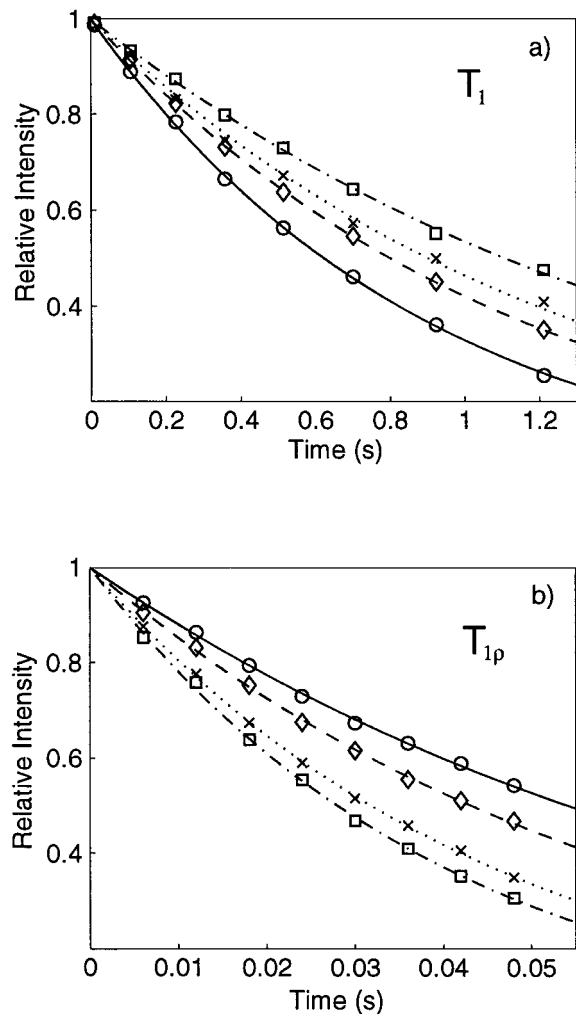 a)
T₁
1
0.8
0.6
0.4
Relative Intensity
0 0.2 0.4 0.6 0.8 1 1.2
Time (s)
b)
T₁ρ
1
0.8
0.6
0.4
Relative Intensity
0 0.01 0.02 0.03 0.04 0.05
Time (s)